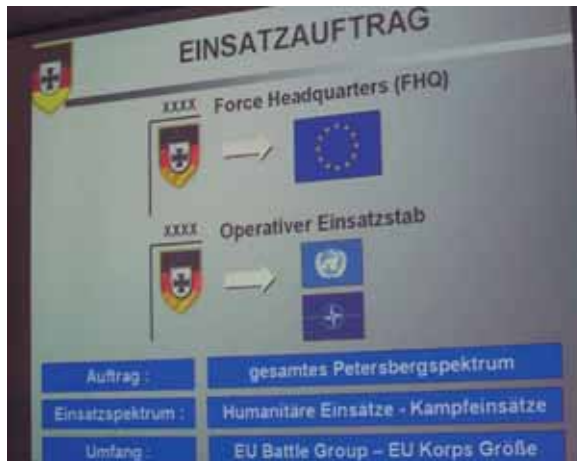 EINSATZAUFTRAG
XXXX Force Headquarters (FHQ)
XXXX Operativer Einsatzstab
Auftrag : gesamtes Petersbergspektrum
Einsatzspektrum : Humanitäre Einsätze - Kampfeinsätze
Umfang : EU Battle Group – EU Korps Größe